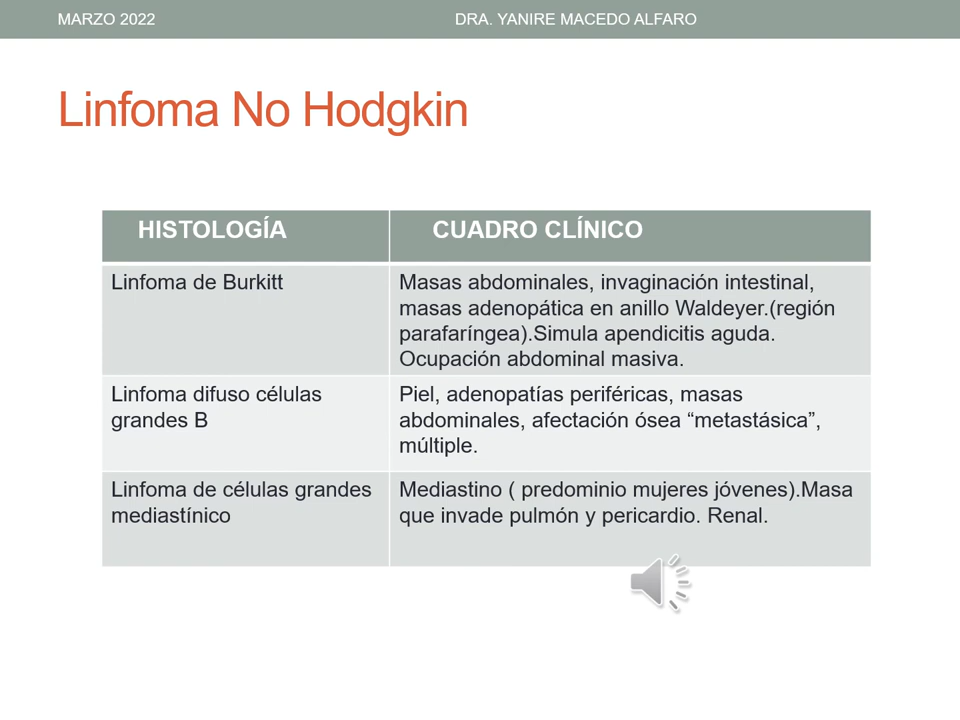 MARZO 2022 DRA. YANIRE MACEDO ALFARO
Linfoma No Hodgkin
HISTOLOGÍA CUADRO CLÍNICO
Linfoma de Burkitt
Masas abdominales, invaginación intestinal,
masas adenopática en anillo Waldeyer.(región
parafaríngea).Simula apendicitis aguda.
Ocupación abdominal masiva.
Linfoma difuso células
grandes B
Piel, adenopatías periféricas, masas
abdominales, afectación ósea “metastásica”,
múltiple.
Linfoma de células grandes
mediastínico
Mediastino ( predominio mujeres jóvenes).Masa
que invade pulmón y pericardio. Renal.